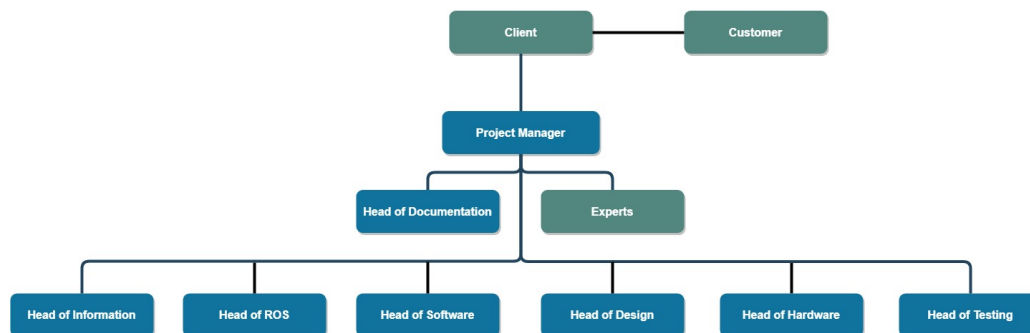 Client
Customer
Project Manager
Head of Documentation
Experts
Head of Information
Head of ROS
Head of Software
Head of Design
Head of Hardware
Head of Testing